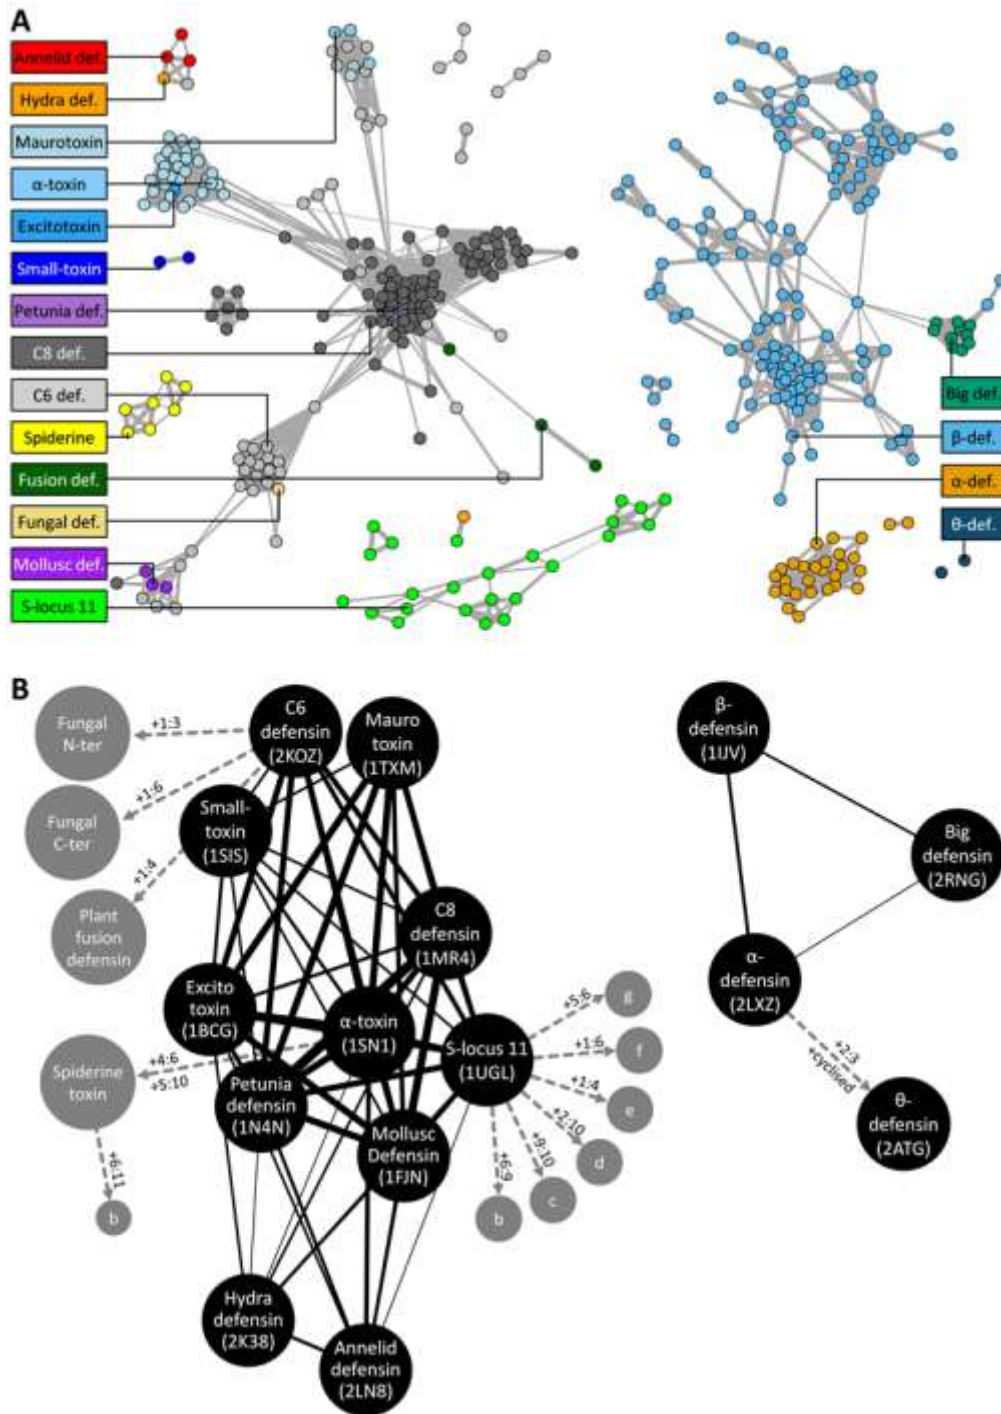 A
Annelid def.
Hydra def.
Maurotoxin
α-toxin
Excitotoxin
Small-toxin
Petunia def.
C8 def.
C6 def.
Spiderine
Fusion def.
Fungal def.
Mollusc def.
S-locus 11
Big def.
β-def.
α-def.
θ-def.
B
Fungal
N-ter
+1:3
C6
defensin
(2KOZ)
Mauro
toxin
(1TXM)
+1:6
Fungal
C-ter
Small-
toxin
(1SIS)
+1:4
Plant
fusion
defensin
C8
defensin
(1MR4)
Excito
toxin
(1BCG)
α-toxin
(1SN1)
S-locus 11
(1UGL)
+5:6
g
+1:6
f
+1:4
e
+2:10
d
+9:10
c
+6:9
b
Spiderine
toxin
+4:6
+5:10
+6:11
b
Petunia
defensin
(1N4N)
Mollusc
Defensin
(1FJN)
Hydra
defensin
(2K38)
Annelid
defensin
(2LN8)
β-
defensin
(1IJV)
Big
defensin
(2RNG)
α-
defensin
(2LXZ)
+2:3
+cyclised
θ-
defensin
(2ATG)